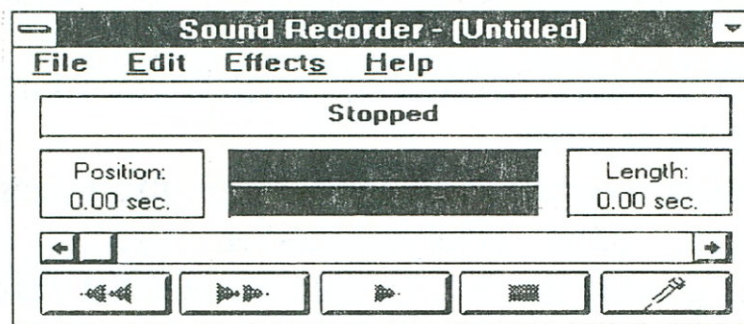 Sound Recorder - (Untitled)
File Edit Effects Help
Stopped
Position: Length:
0.00 sec. 0.00 sec.